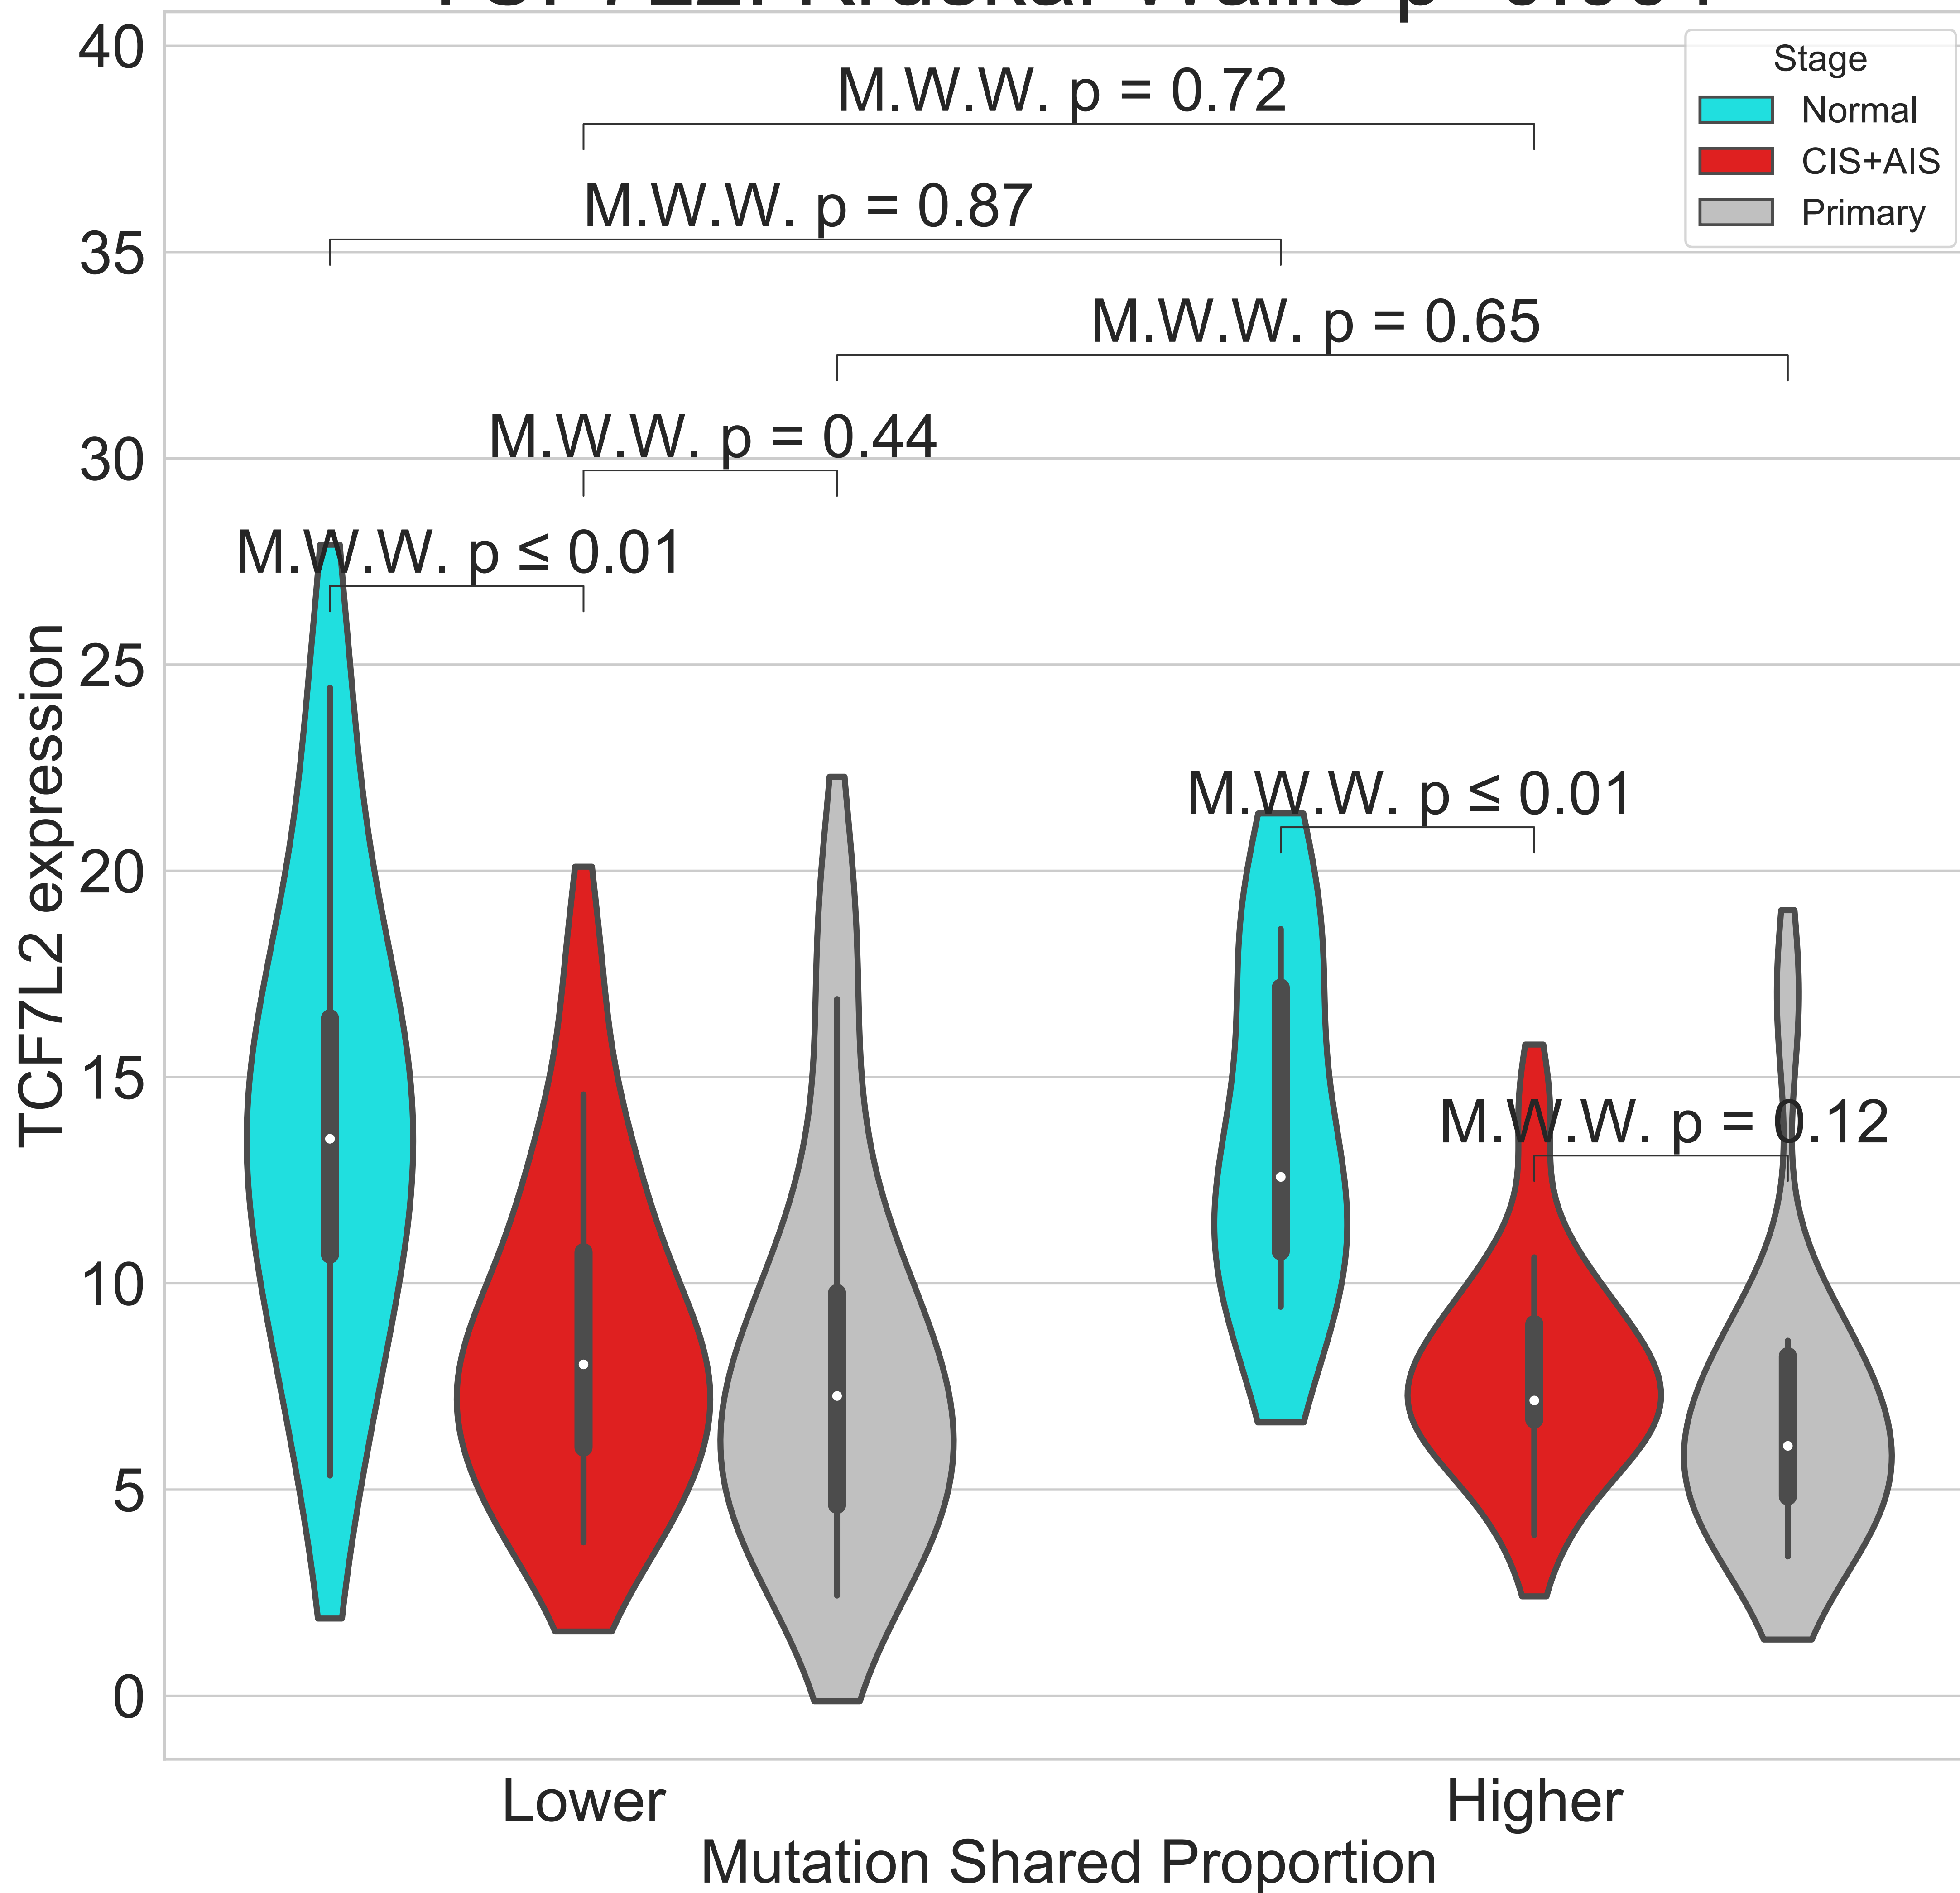 40
M.W.W. p = 0.72
Stage
Normal
CIS+AIS
Primary
M.W.W. p = 0.87
35
M.W.W. p = 0.65
M.W.W. p = 0.44
30
M.W.W. p ≤ 0.01
25
M.W.W. p ≤ 0.01
20
15
M.W.W. p = 0.12
10
5
0
TCF7L2 expression
Lower
Higher
Mutation Shared Proportion